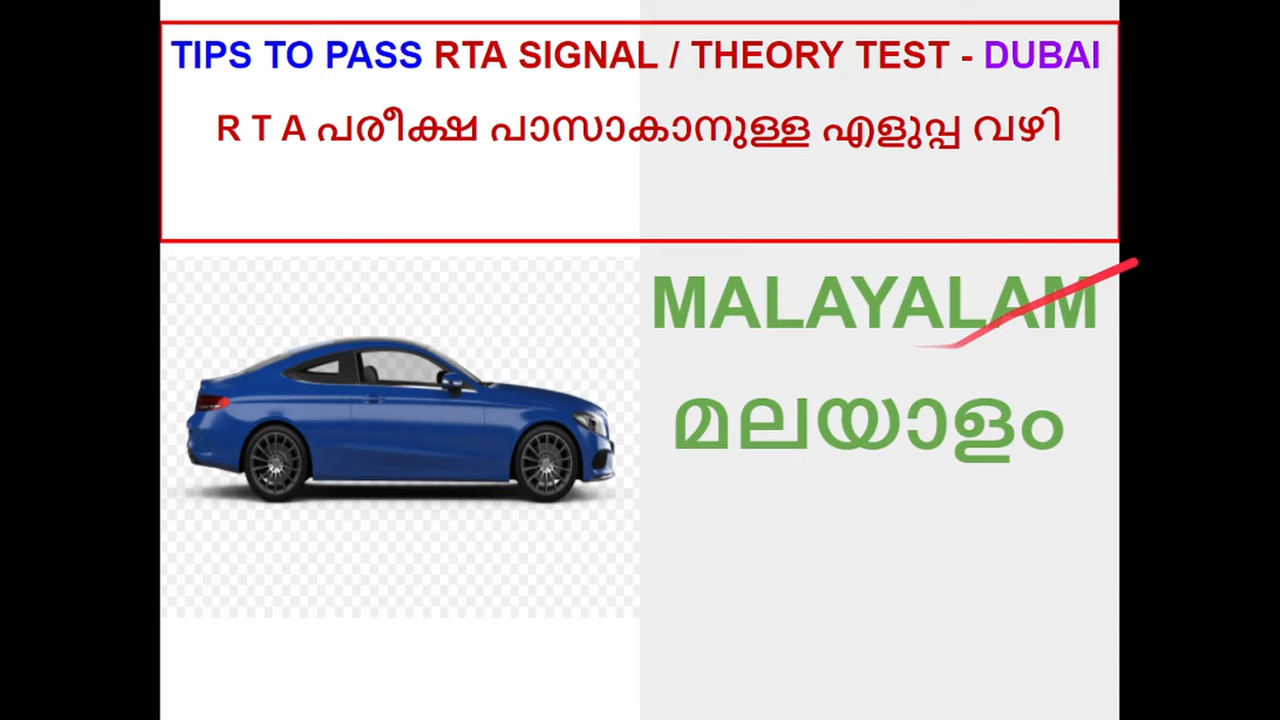 TIPS TO PASS RTA SIGNAL / THEORY TEST - DUBAI
R T A പരീക്ഷ പാസാകാനുള്ള എളുപ്പ വഴി
MALAYALAM
മലയാളം